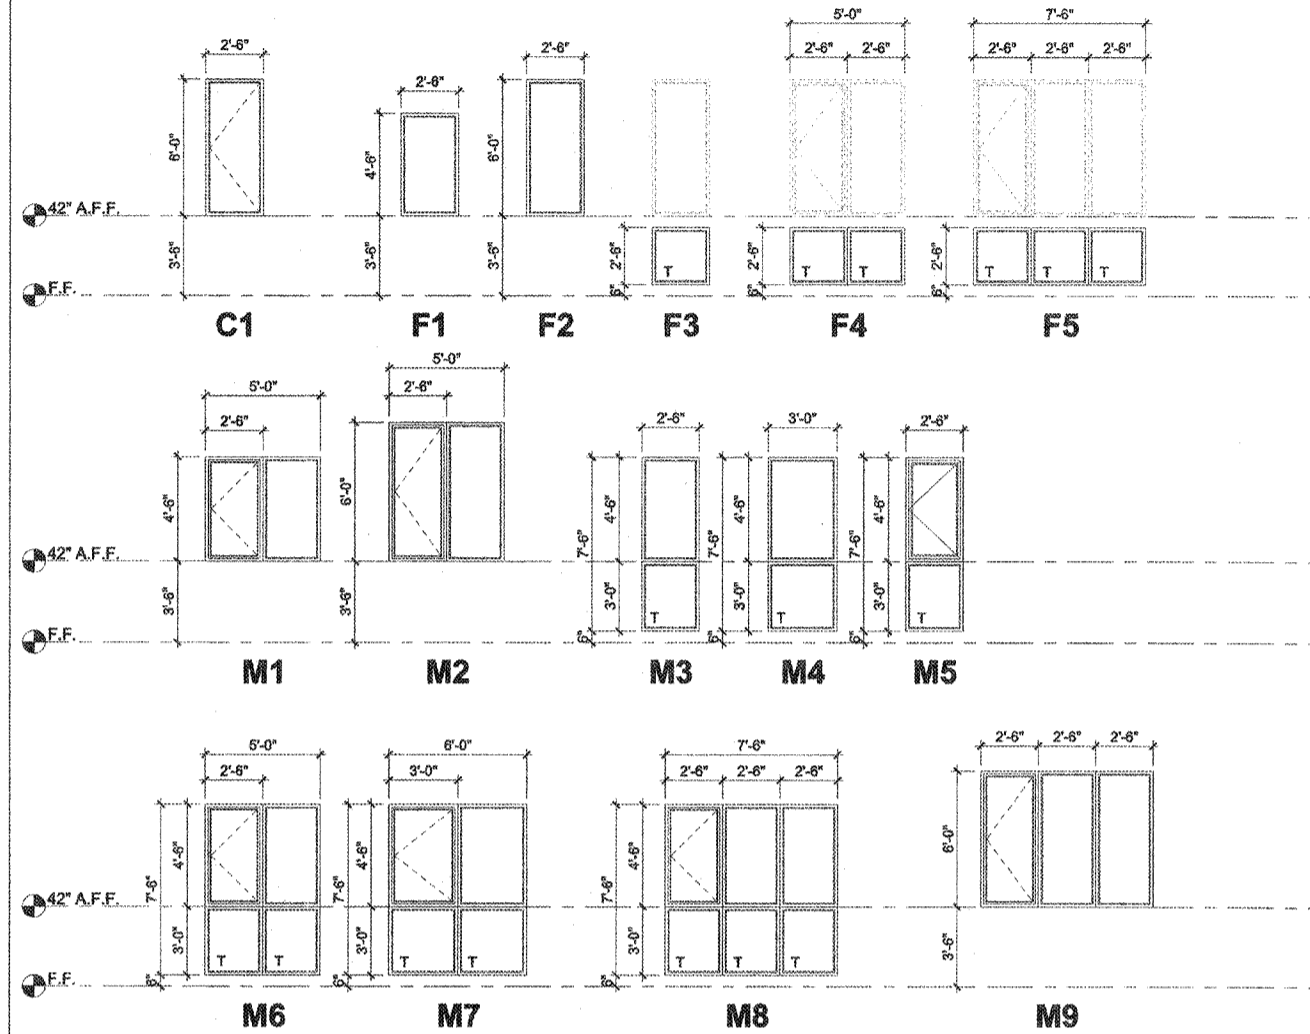 5'-0" 7'-6"
2'-6" 2'-6" 2'-6" 2'-6" 2'-6" 2'-6" 2'-6"
2'-6"
6'-0" 4'-6" 6'-0"
42" A.F.F.
3'-6" 3'-6" 3'-6" 2'-6" 2'-6" 2'-6"
T T T T T T
6" 6" 6"
F.F.
C1 F1 F2 F3 F4 F5
5'-0"
5'-0" 2'-6"
2'-6" 2'-6" 3'-0" 2'-6"
4'-6" 6'-0" 4'-6" 4'-6" 4'-6"
7'-6" 7'-6" 7'-6"
42" A.F.F.
3'-6" 3'-6" 3'-0" 3'-0" 3'-0"
T T T
6" 6" 6"
F.F.
M1 M2 M3 M4 M5
5'-0" 6'-0" 7'-6" 2'-6" 2'-6" 2'-6"
2'-6" 3'-0" 2'-6" 2'-6" 2'-6"
4'-6" 4'-6" 4'-6" 6'-0"
7'-6" 7'-6" 7'-6"
42" A.F.F.
3'-0" 3'-0" 3'-0" 3'-6"
T T T T T T T
6" 6" 6"
F.F.
M6 M7 M8 M9